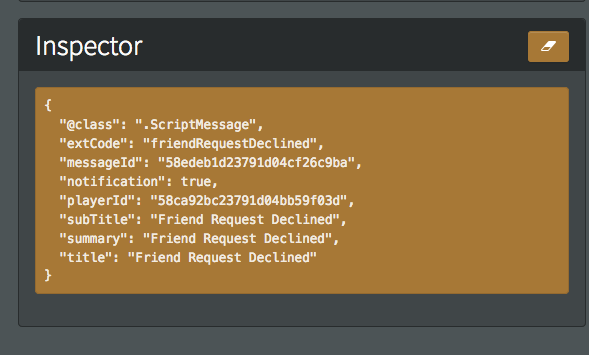 Inspector
{
"@class": ".ScriptMessage",
"extCode": "friendRequestDeclined",
"messageId": "58edeb1d23791d04cf26c9ba",
"notification": true,
"playerId": "58ca92bc23791d04bb59f03d",
"subTitle": "Friend Request Declined",
"summary": "Friend Request Declined",
"title": "Friend Request Declined"
}